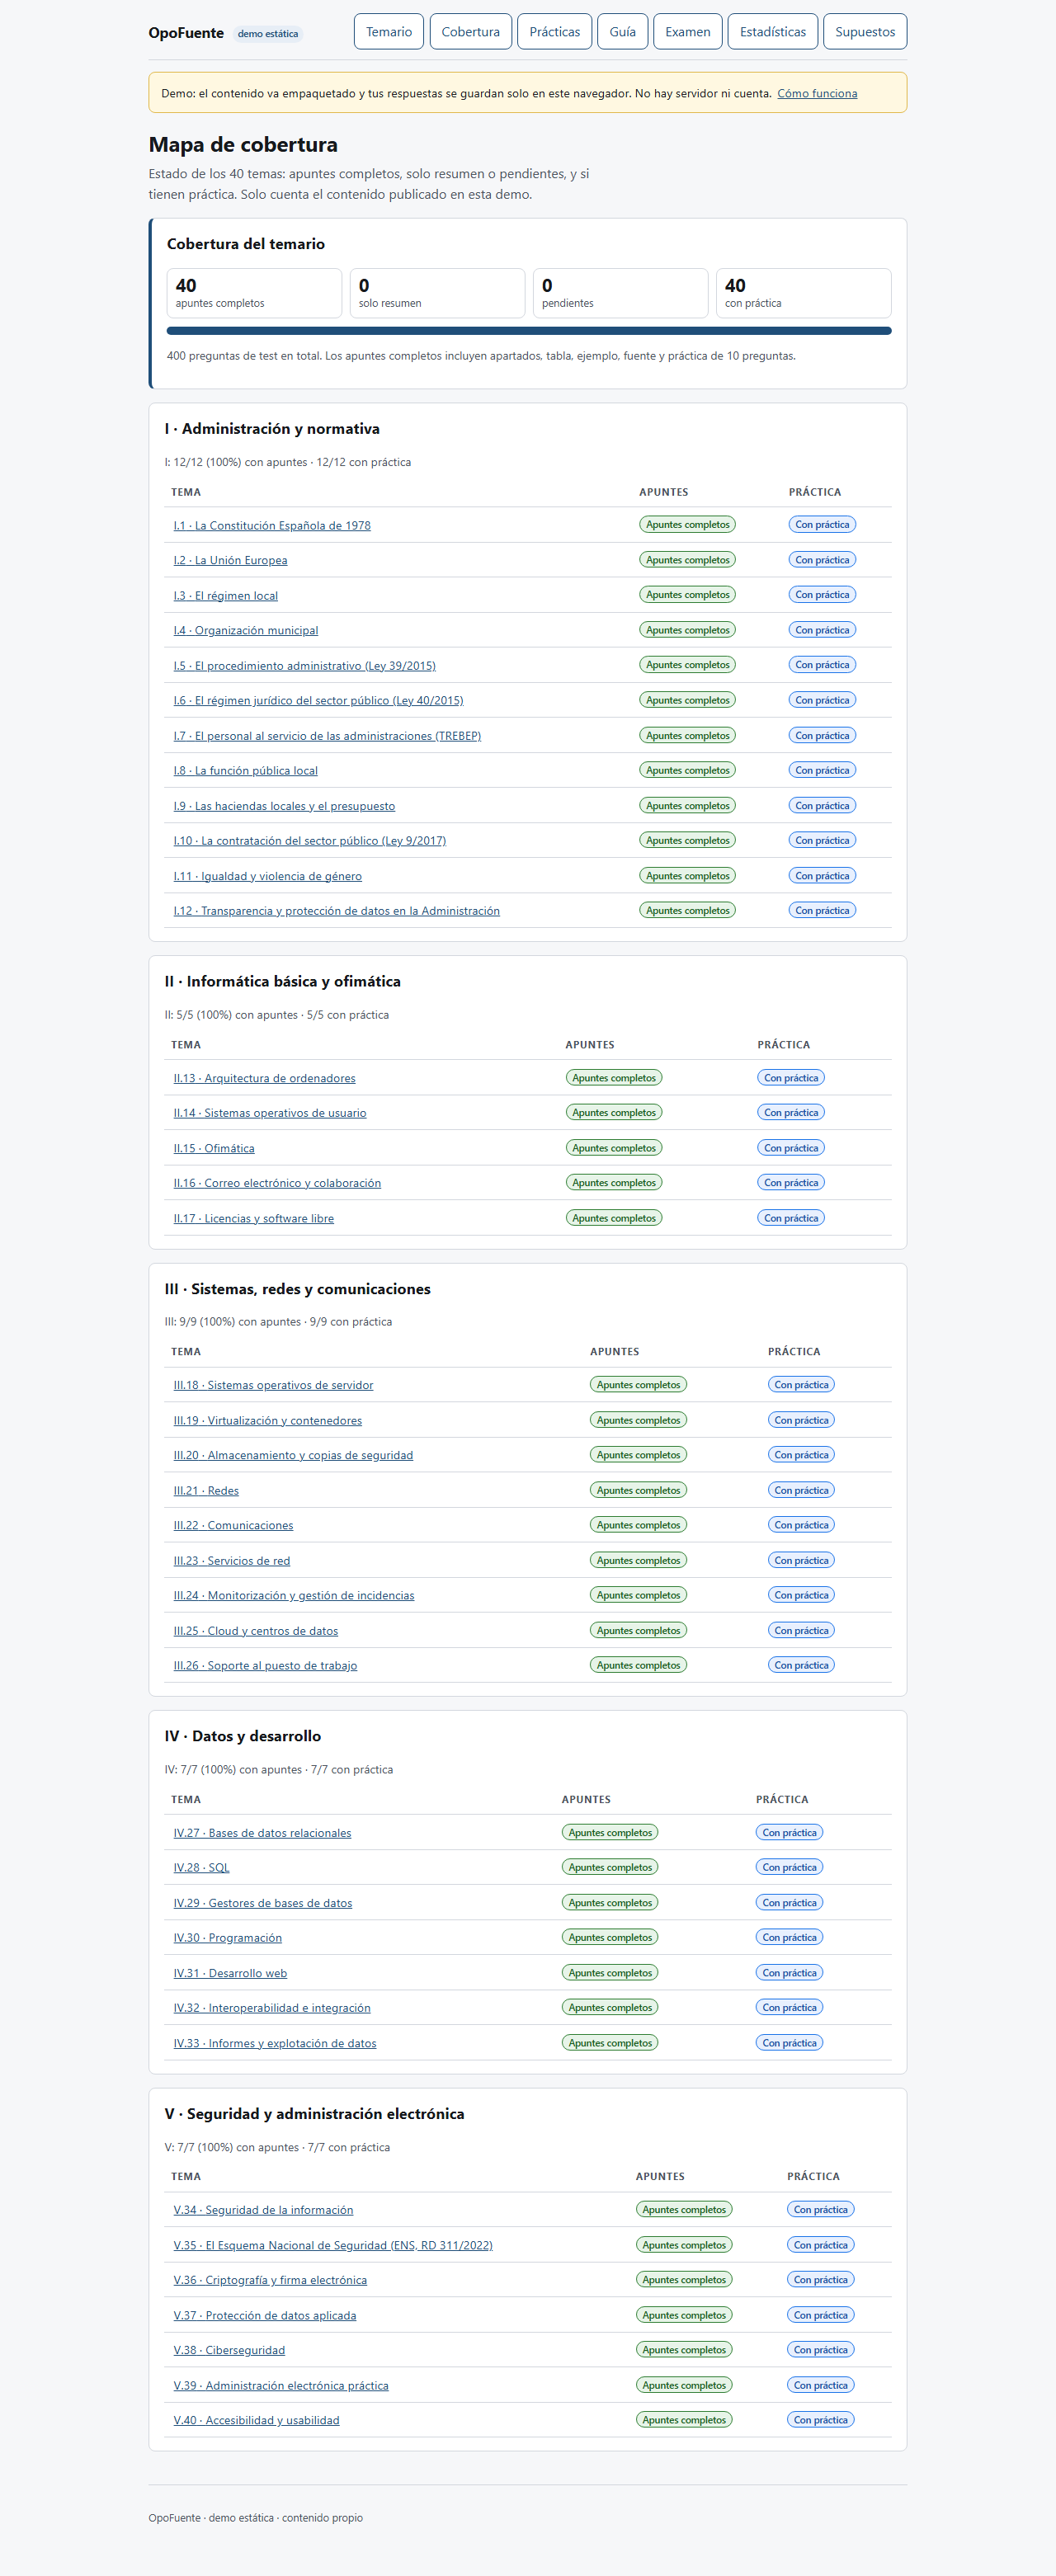 OpoFuente demo estática Temario Cobertura Prácticas Guía Examen Estadísticas Supuestos
Demo: el contenido va empaquetado y tus respuestas se guardan solo en este navegador. No hay servidor ni cuenta. Cómo funciona
Mapa de cobertura
Estado de los 40 temas: apuntes completos, solo resumen o pendientes, y si
tienen práctica. Solo cuenta el contenido publicado en esta demo.
Cobertura del temario
40 0 0 40
apuntes completos solo resumen pendientes con práctica
400 preguntas de test en total. Los apuntes completos incluyen apartados, tabla, ejemplo, fuente y práctica de 10 preguntas.
I · Administración y normativa
I: 12/12 (100%) con apuntes · 12/12 con práctica
TEMA APUNTES PRÁCTICA
I.1 · La Constitución Española de 1978 Apuntes completos Con práctica
I.2 · La Unión Europea Apuntes completos Con práctica
I.3 · El régimen local Apuntes completos Con práctica
I.4 · Organización municipal Apuntes completos Con práctica
I.5 · El procedimiento administrativo (Ley 39/2015) Apuntes completos Con práctica
I.6 · El régimen jurídico del sector público (Ley 40/2015) Apuntes completos Con práctica
I.7 · El personal al servicio de las administraciones (TREBEP) Apuntes completos Con práctica
I.8 · La función pública local Apuntes completos Con práctica
I.9 · Las haciendas locales y el presupuesto Apuntes completos Con práctica
I.10 · La contratación del sector público (Ley 9/2017) Apuntes completos Con práctica
I.11 · Igualdad y violencia de género Apuntes completos Con práctica
I.12 · Transparencia y protección de datos en la Administración Apuntes completos Con práctica
II · Informática básica y ofimática
II: 5/5 (100%) con apuntes · 5/5 con práctica
TEMA APUNTES PRÁCTICA
II.13 · Arquitectura de ordenadores Apuntes completos Con práctica
II.14 · Sistemas operativos de usuario Apuntes completos Con práctica
II.15 · Ofimática Apuntes completos Con práctica
II.16 · Correo electrónico y colaboración Apuntes completos Con práctica
II.17 · Licencias y software libre Apuntes completos Con práctica
III · Sistemas, redes y comunicaciones
III: 9/9 (100%) con apuntes · 9/9 con práctica
TEMA APUNTES PRÁCTICA
III.18 · Sistemas operativos de servidor Apuntes completos Con práctica
III.19 · Virtualización y contenedores Apuntes completos Con práctica
III.20 · Almacenamiento y copias de seguridad Apuntes completos Con práctica
III.21 · Redes Apuntes completos Con práctica
III.22 · Comunicaciones Apuntes completos Con práctica
III.23 · Servicios de red Apuntes completos Con práctica
III.24 · Monitorización y gestión de incidencias Apuntes completos Con práctica
III.25 · Cloud y centros de datos Apuntes completos Con práctica
III.26 · Soporte al puesto de trabajo Apuntes completos Con práctica
IV · Datos y desarrollo
IV: 7/7 (100%) con apuntes · 7/7 con práctica
TEMA APUNTES PRÁCTICA
IV.27 · Bases de datos relacionales Apuntes completos Con práctica
IV.28 · SQL Apuntes completos Con práctica
IV.29 · Gestores de bases de datos Apuntes completos Con práctica
IV.30 · Programación Apuntes completos Con práctica
IV.31 · Desarrollo web Apuntes completos Con práctica
IV.32 · Interoperabilidad e integración Apuntes completos Con práctica
IV.33 · Informes y explotación de datos Apuntes completos Con práctica
V · Seguridad y administración electrónica
V: 7/7 (100%) con apuntes · 7/7 con práctica
TEMA APUNTES PRÁCTICA
V.34 · Seguridad de la información Apuntes completos Con práctica
V.35 · El Esquema Nacional de Seguridad (ENS, RD 311/2022) Apuntes completos Con práctica
V.36 · Criptografía y firma electrónica Apuntes completos Con práctica
V.37 · Protección de datos aplicada Apuntes completos Con práctica
V.38 · Ciberseguridad Apuntes completos Con práctica
V.39 · Administración electrónica práctica Apuntes completos Con práctica
V.40 · Accesibilidad y usabilidad Apuntes completos Con práctica
OpoFuente · demo estática · contenido propio